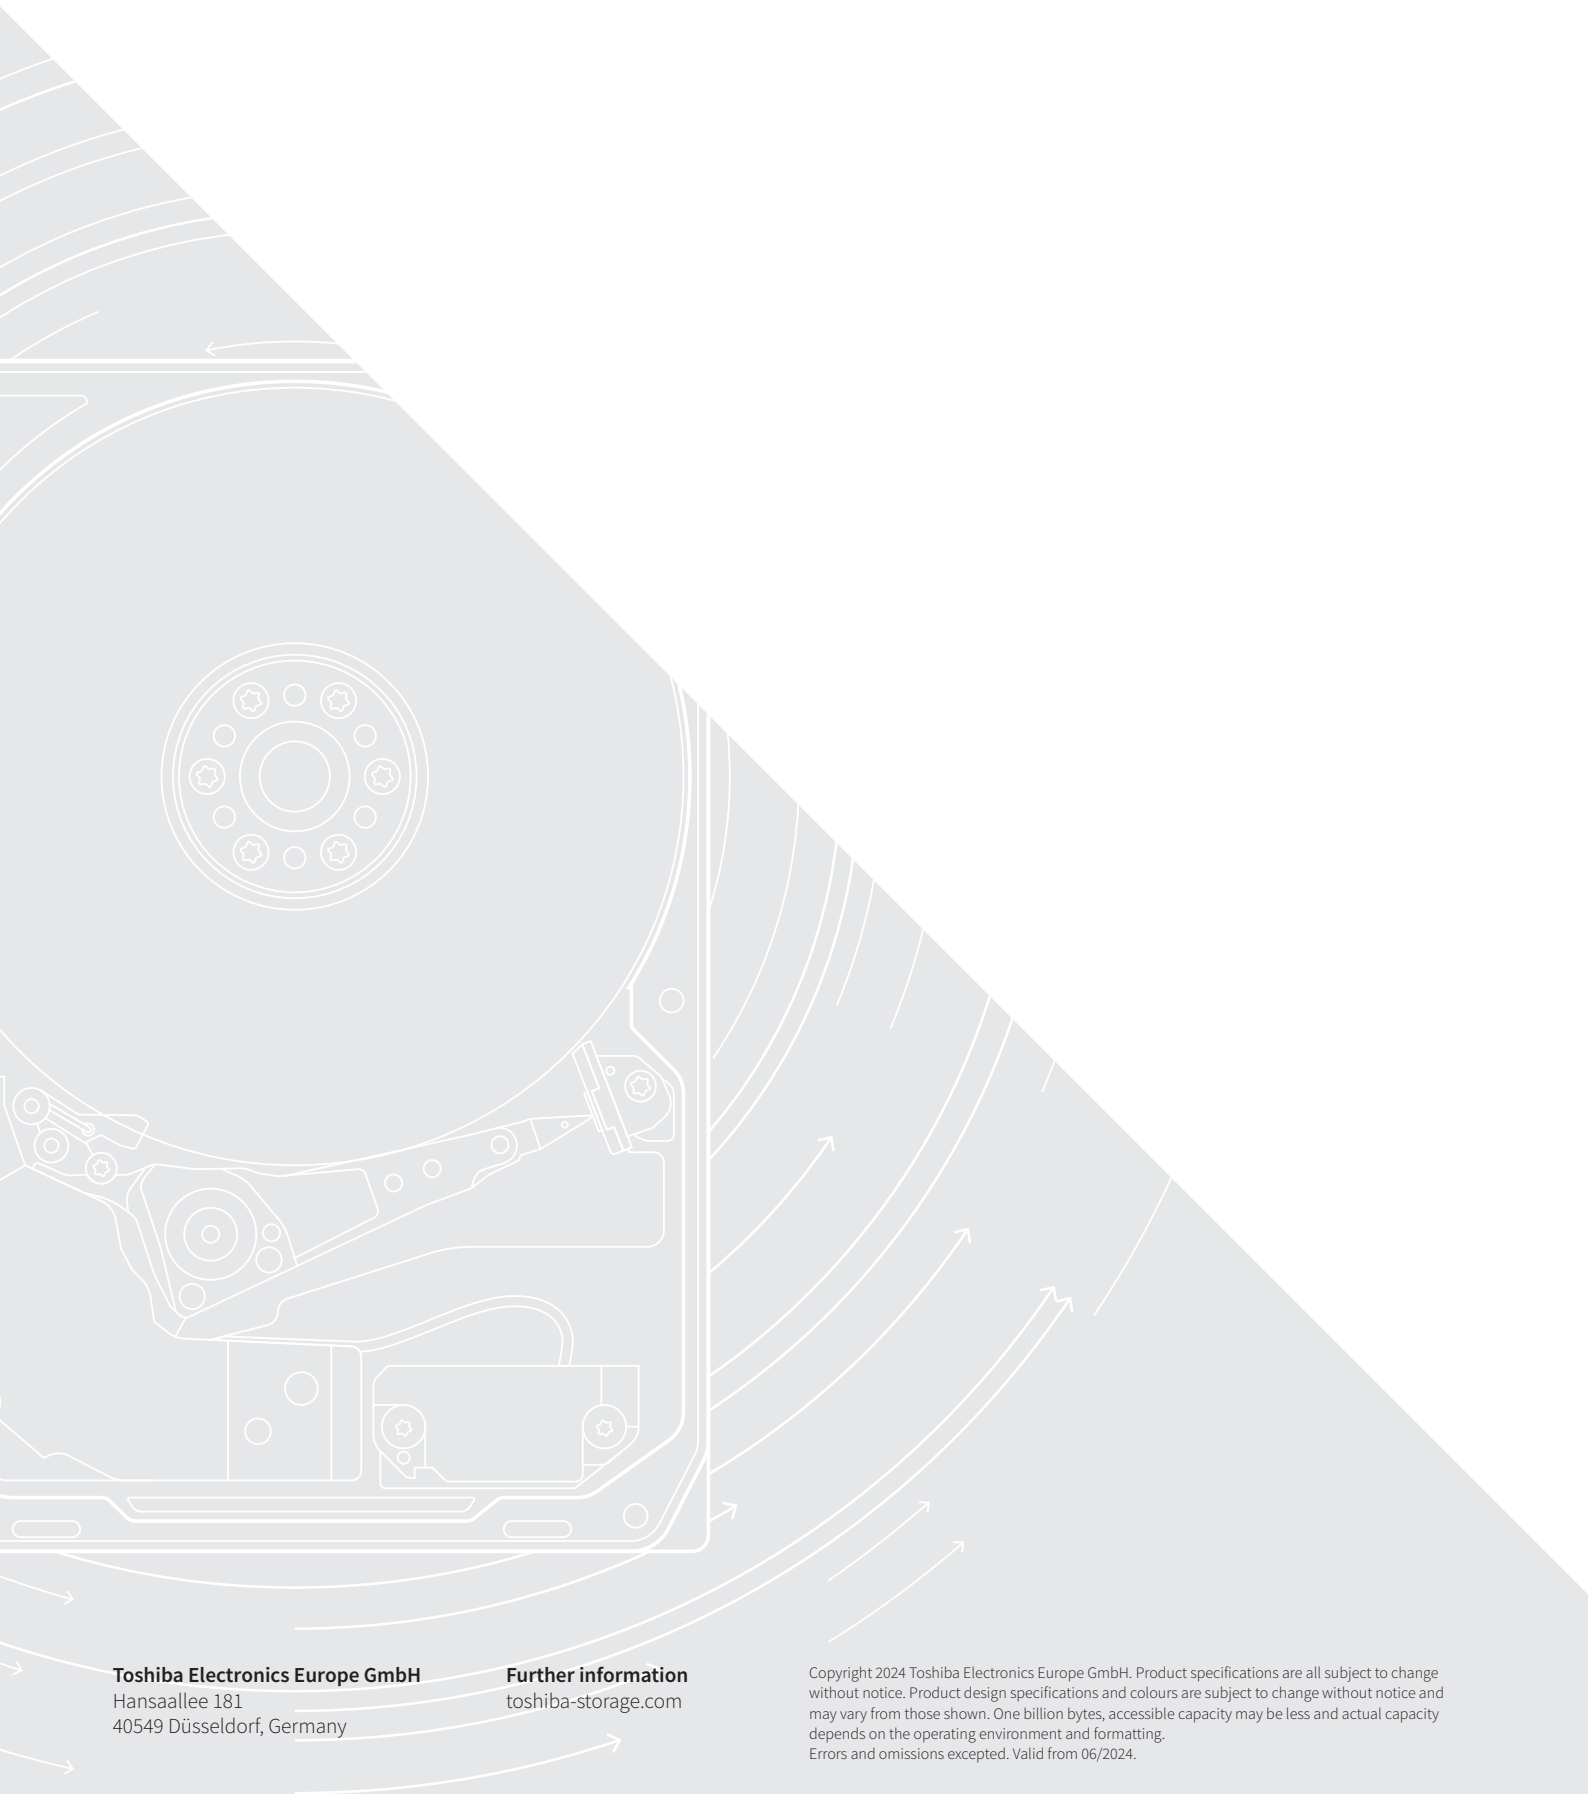 Toshiba Electronics Europe GmbH
Hansaallee 181
40549 Düsseldorf, Germany
Further information
toshiba-storage.com
Copyright 2024 Toshiba Electronics Europe GmbH. Product specifications are all subject to change
without notice. Product design specifications and colours are subject to change without notice and
may vary from those shown. One billion bytes, accessible capacity may be less and actual capacity
depends on the operating environment and formatting.
Errors and omissions excepted. Valid from 06/2024.